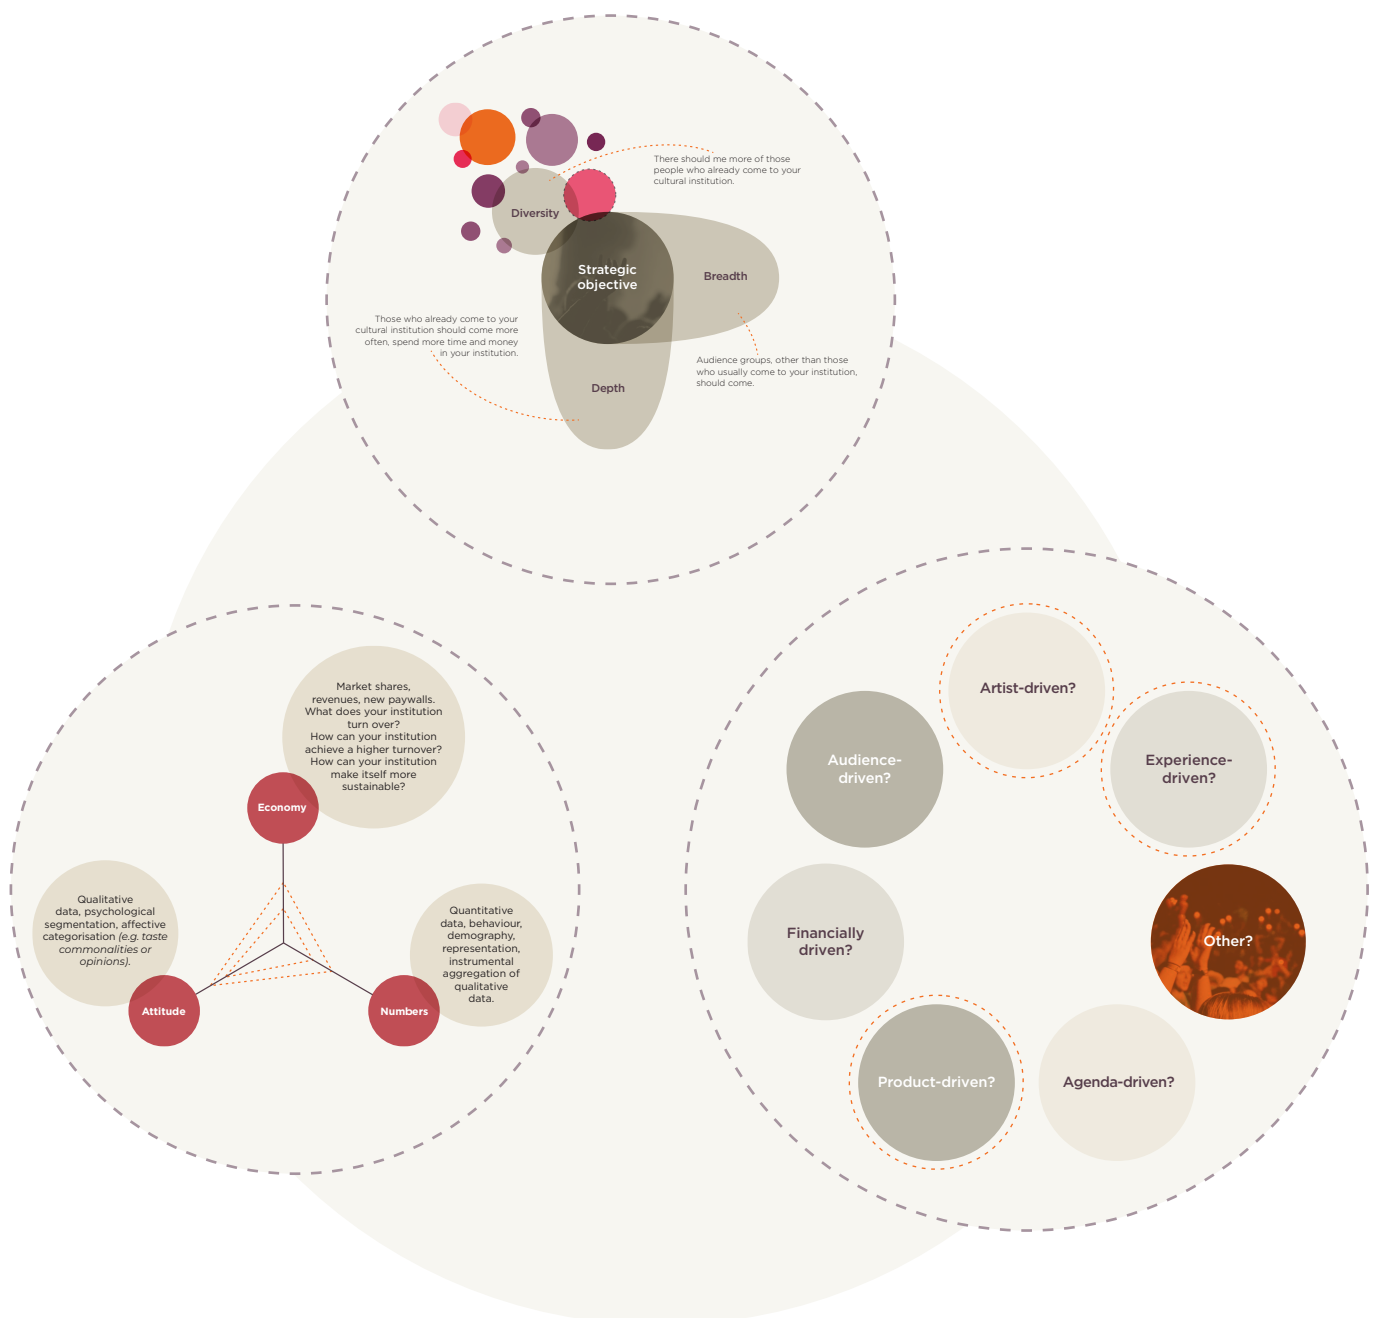 There should me more of those
people who already come to your
cultural institution.
Diversity
Strategic
objective
Breadth
Those who already come to your
cultural institution should come more
often, spend more time and money
in your institution.
Audience groups, other than those
who usually come to your institution,
should come.
Depth
Market shares,
revenues, new paywalls.
What does your institution
turn over?
How can your institution
achieve a higher turnover?
How can your institution
make itself more
sustainable?
Economy
Qualitative
data, psychological
segmentation, affective
categorisation (e.g. taste
commonalities or
opinions).
Attitude
Quantitative
data, behaviour,
demography,
representation,
instrumental
aggregation of
qualitative
data.
Numbers
Artist-driven?
Audience-
driven?
Experience-
driven?
Financially
driven?
Other?
Product-driven?
Agenda-driven?